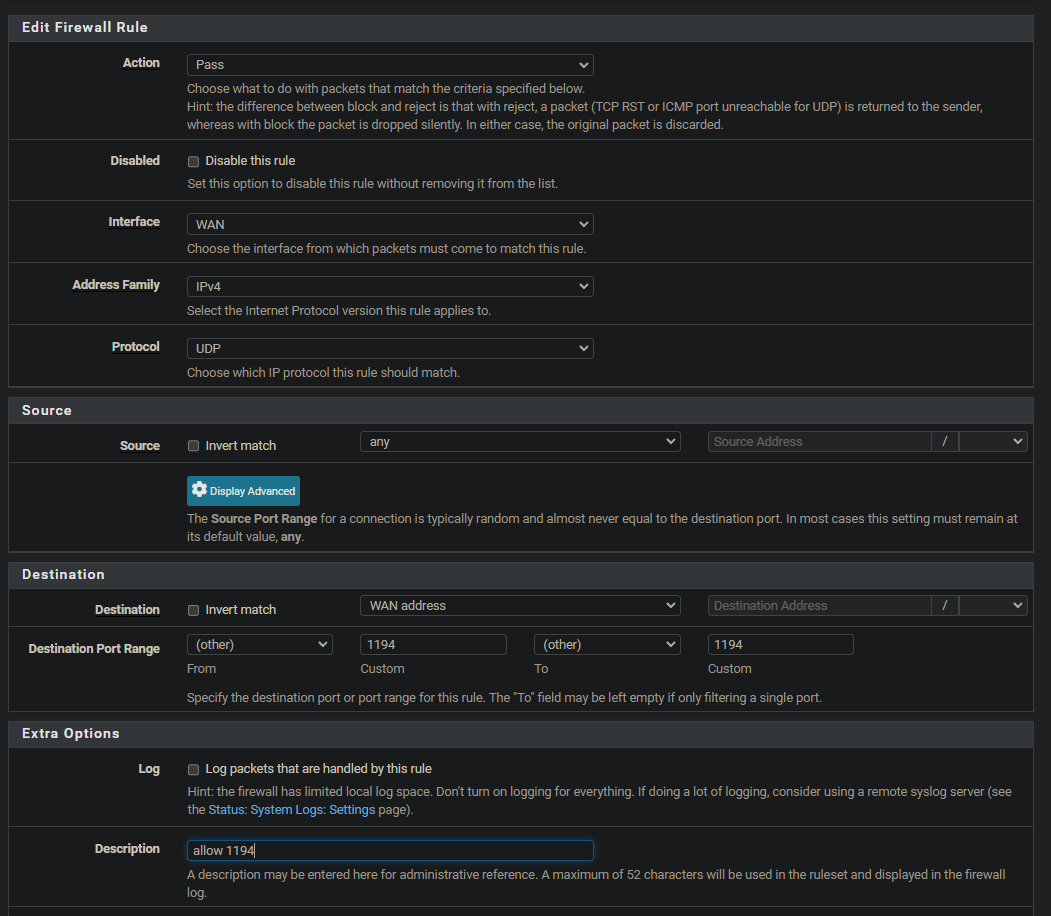 Edit Firewall Rule
Action
Pass
Choose what to do with packets that match the criteria specified below.
Hint: the difference between block and reject is that with reject, a packet (TCP RST or ICMP port unreachable for UDP) is returned to the sender,
whereas with block the packet is dropped silently. In either case, the original packet is discarded.
Disabled
Disable this rule
Set this option to disable this rule without removing it from the list.
Interface
WAN
Choose the interface from which packets must come to match this rule.
Address Family
IPv4
Select the Internet Protocol version this rule applies to.
Protocol
UDP
Choose which IP protocol this rule should match.
Source
Source
Invert match
any
Source Address
/
Display Advanced
The Source Port Range for a connection is typically random and almost never equal to the destination port. In most cases this setting must remain at
its default value, any.
Destination
Destination
Invert match
WAN address
Destination Address
/
Destination Port Range
(other)
1194
(other)
1194
From
Custom
To
Custom
Specify the destination port or port range for this rule. The "To" field may be left empty if only filtering a single port.
Extra Options
Log
Log packets that are handled by this rule
Hint: the firewall has limited local log space. Don't turn on logging for everything. If doing a lot of logging, consider using a remote syslog server (see
the Status: System Logs: Settings page).
Description
allow 1194
A description may be entered here for administrative reference. A maximum of 52 characters will be used in the ruleset and displayed in the firewall
log.